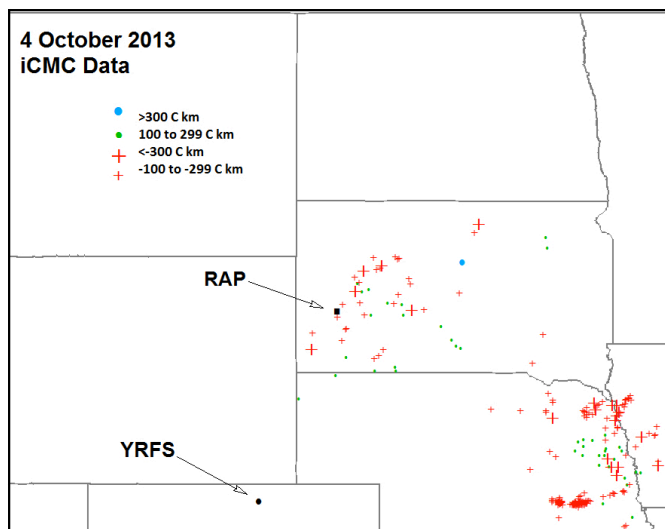 4 October 2013
iCMC Data
>300 C km
100 to 299 C km
<-300 C km
-100 to -299 C km
RAP
YRFS